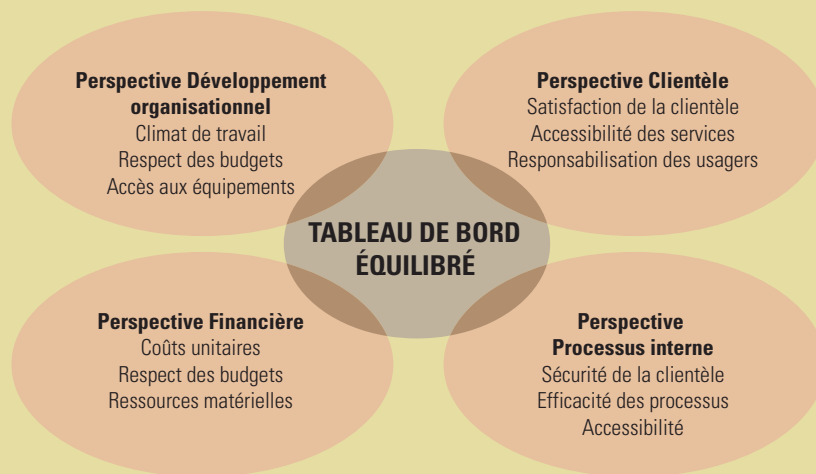 Perspective Développement
organisationnel
Climat de travail
Respect des budgets
Accès aux équipements
Perspective Clientèle
Satisfaction de la clientèle
Accessibilité des services
Responsabilisation des usagers
TABLEAU DE BORD
ÉQUILIBRÉ
Perspective Financière
Coûts unitaires
Respect des budgets
Ressources matérielles
Perspective
Processus interne
Sécurité de la clientèle
Efficacité des processus
Accessibilité